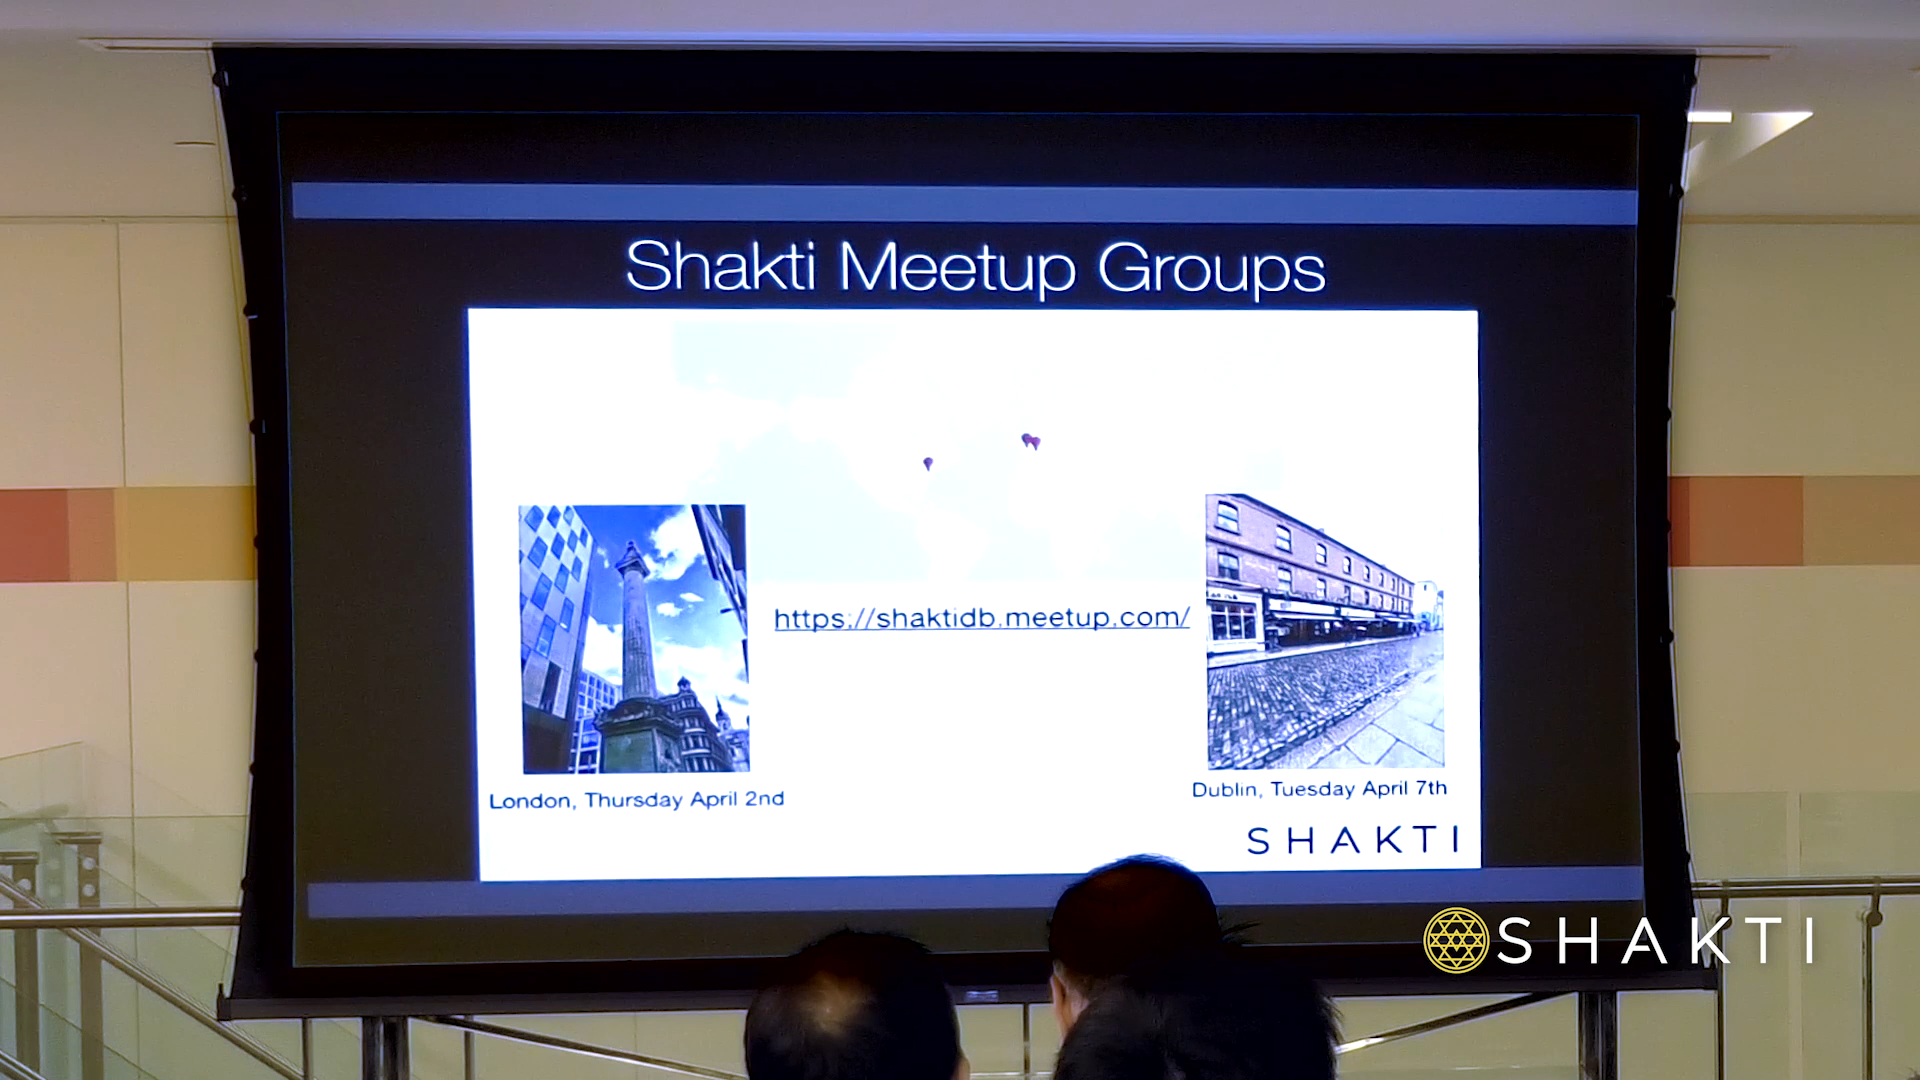 Shakti Meetup Groups
https://shaktidb.meetup.com/
London, Thursday April 2nd
Dublin, Tuesday April 7th
SHAKTI
SHAKTI